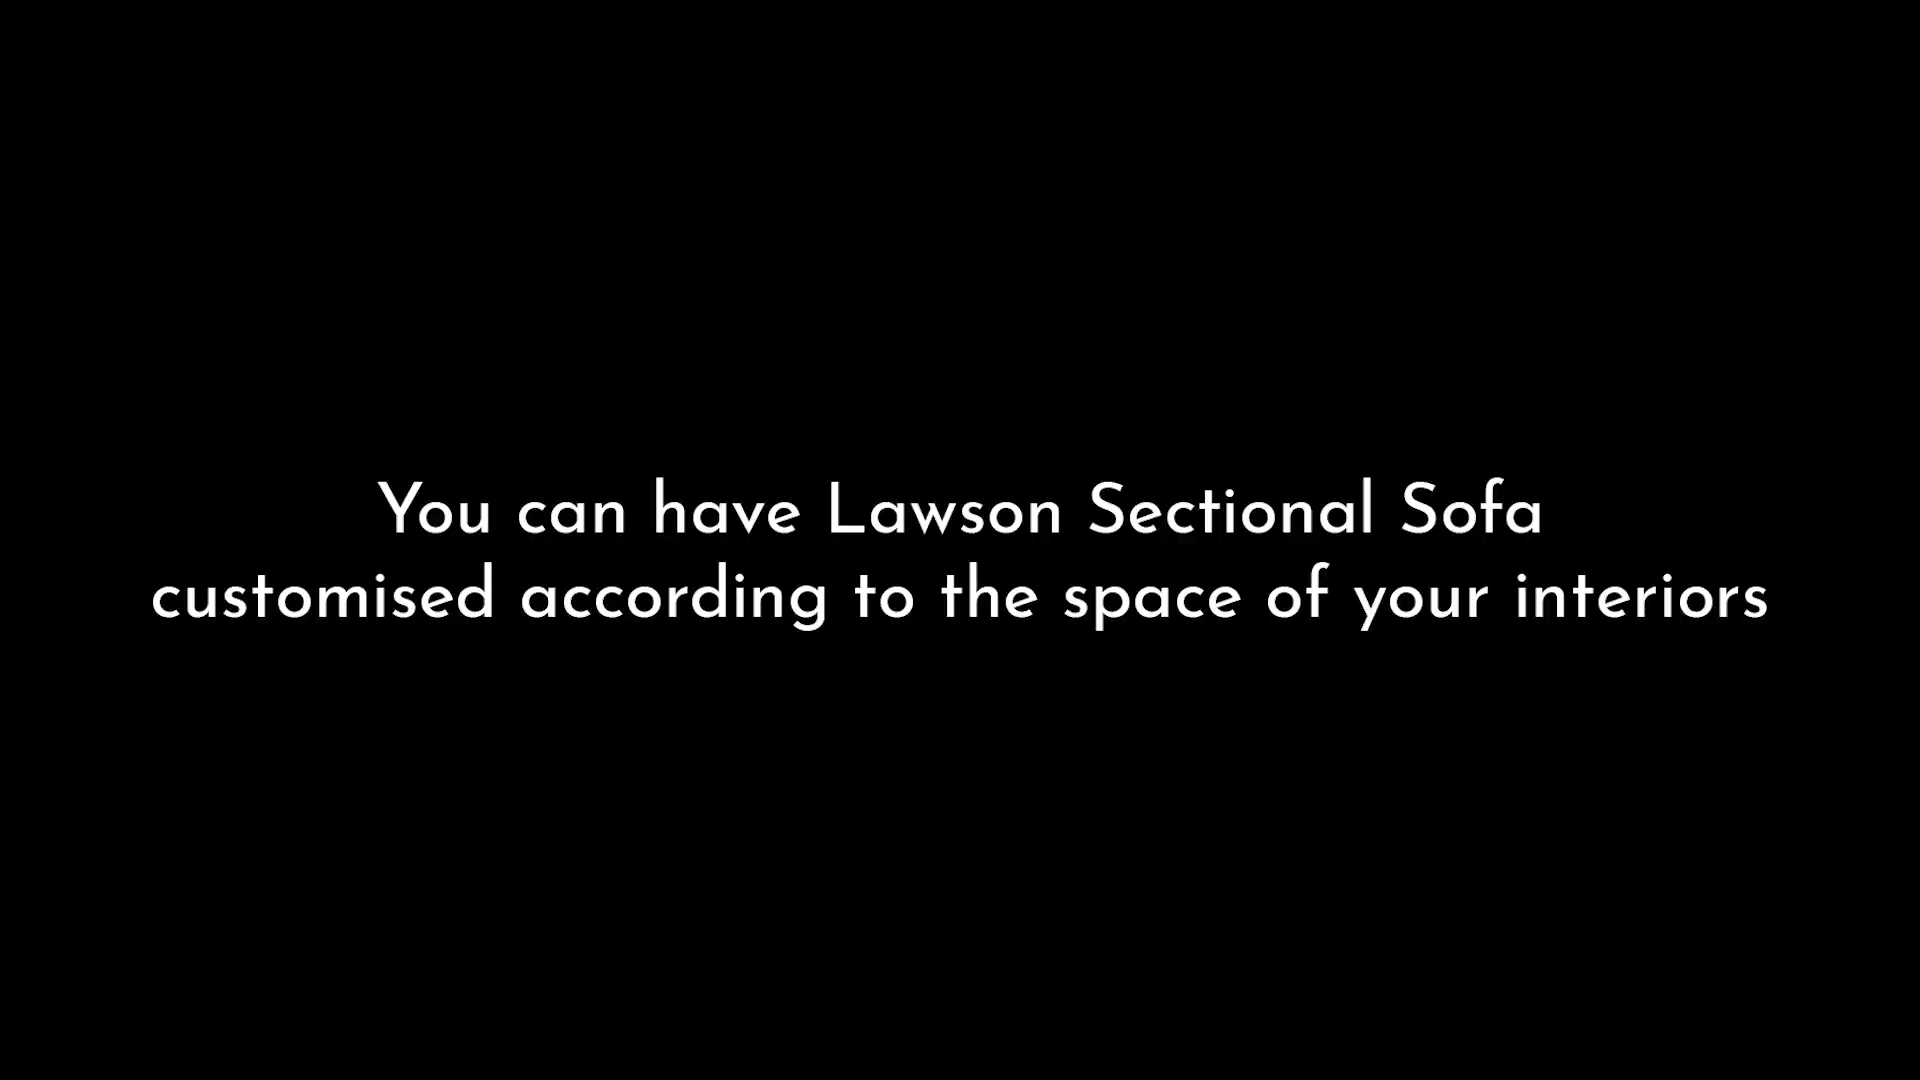 You can have Lawson Sectional Sofa
customised according to the space of your interiors